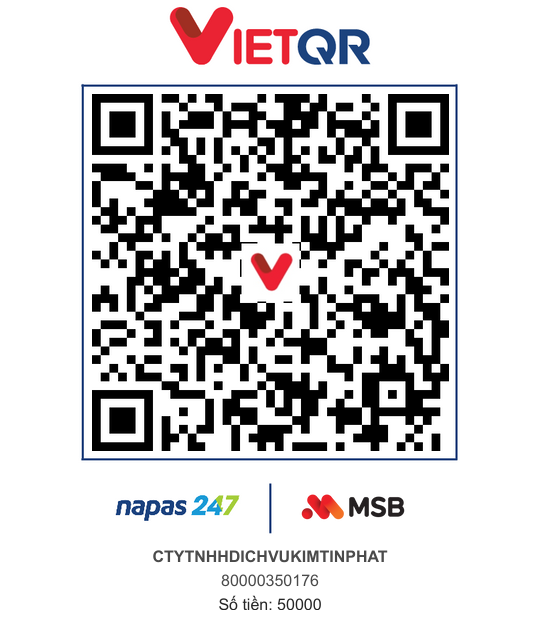 VIETQR
napas 247
MSB
CTYTNHHDICHVUKIMTINPHAT
80000350176
Số tiền: 50000